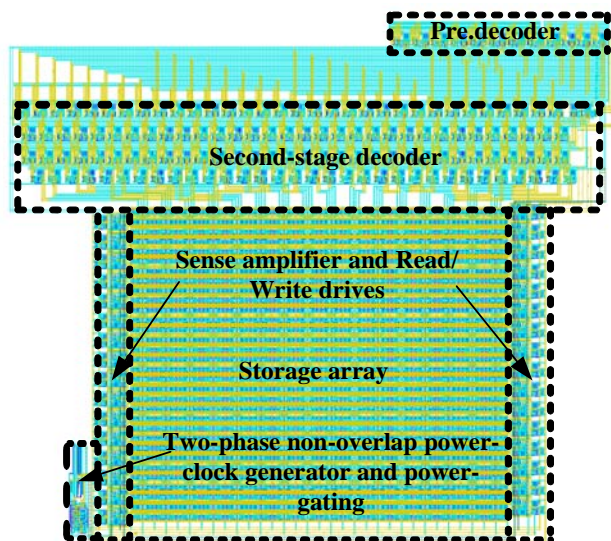 Pre.decoder
Second-stage decoder
Sense amplifier and Read/
Write drives
Storage array
Two-phase non-overlap power-
clock generator and power-
gating